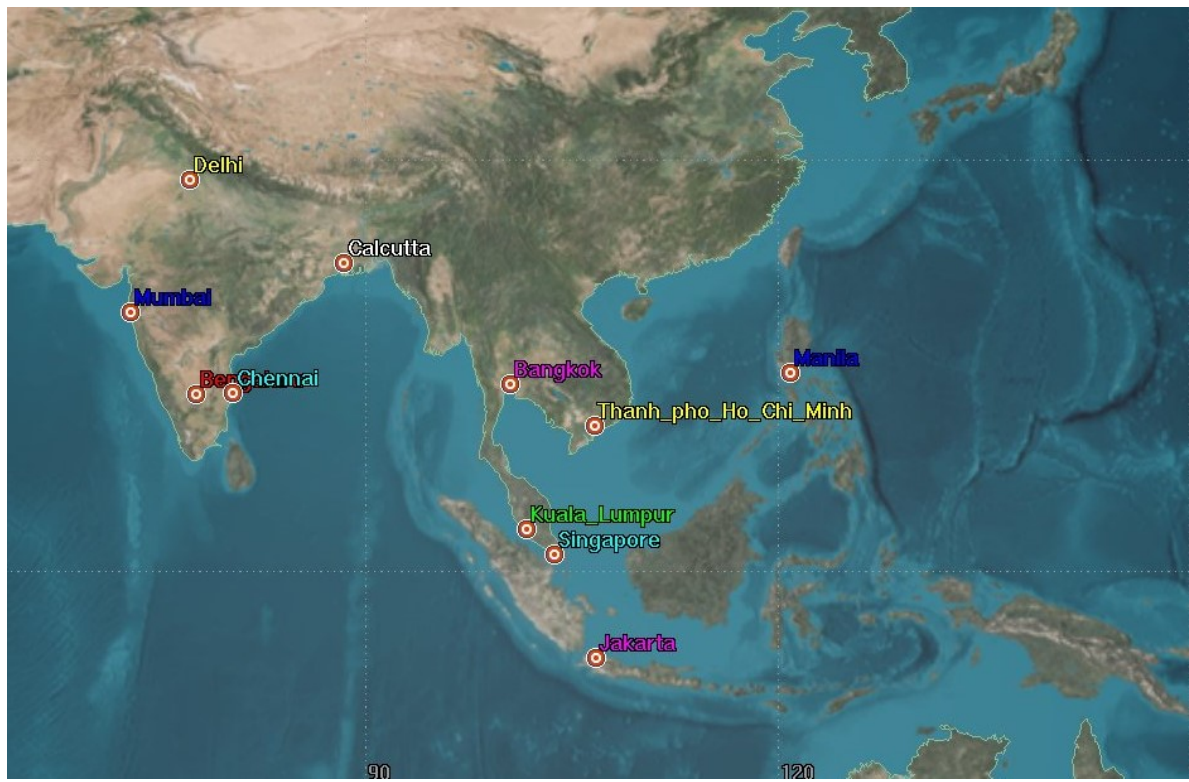 Delhi
Calcutta
Mumbai
Bangkok
Manila
Chennai
Thanh_pho_Ho_Chi_Minh
Kuala_Lumpur
Singapore
Jakarta
90
120